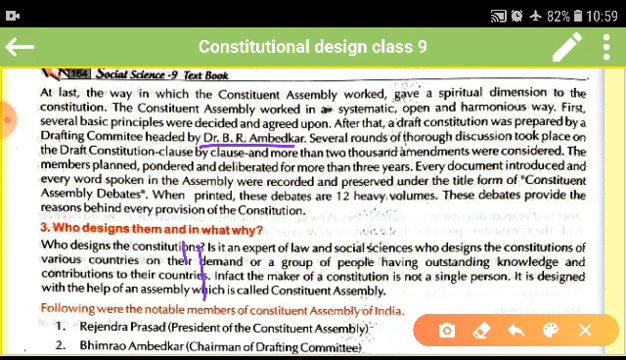 82% 10:59
Constitutional design class 9
164 Social Science -9 Text Book
At last, the way in which the Constituent Assembly worked, gave a spiritual dimension to the
constitution. The Constituent Assembly worked in a systematic, open and harmonious way. First,
several basic principles were decided and agreed upon. After that, a draft constitution was prepared by a
Drafting Commitee headed by Dr. B. R. Ambedkar. Several rounds of thorough discussion took place on
the Draft Constitution-clause by clause-and more than two thousand amendments were considered. The
members planned, pondered and deliberated for more than three years. Every document introduced and
every word spoken in the Assembly were recorded and preserved under the title form of "Constituent
Assembly Debates". When printed, these debates are 12 heavy volumes. These debates provide the
reasons behind every provision of the Constitution.
3. Who designs them and in what why?
Who designs the constitutions? Is it an expert of law and social sciences who designs the constitutions of
various countries on their demand or a group of people having outstanding knowledge and
contributions to their countries. Infact the maker of a constitution is not a single person. It is designed
with the help of an assembly which is called Constituent Assembly.
Following were the notable members of constituent Assembly of India.
1. Rejendra Prasad (President of the Constituent Assembly)
2. Bhimrao Ambedkar (Chairman of Drafting Committee)